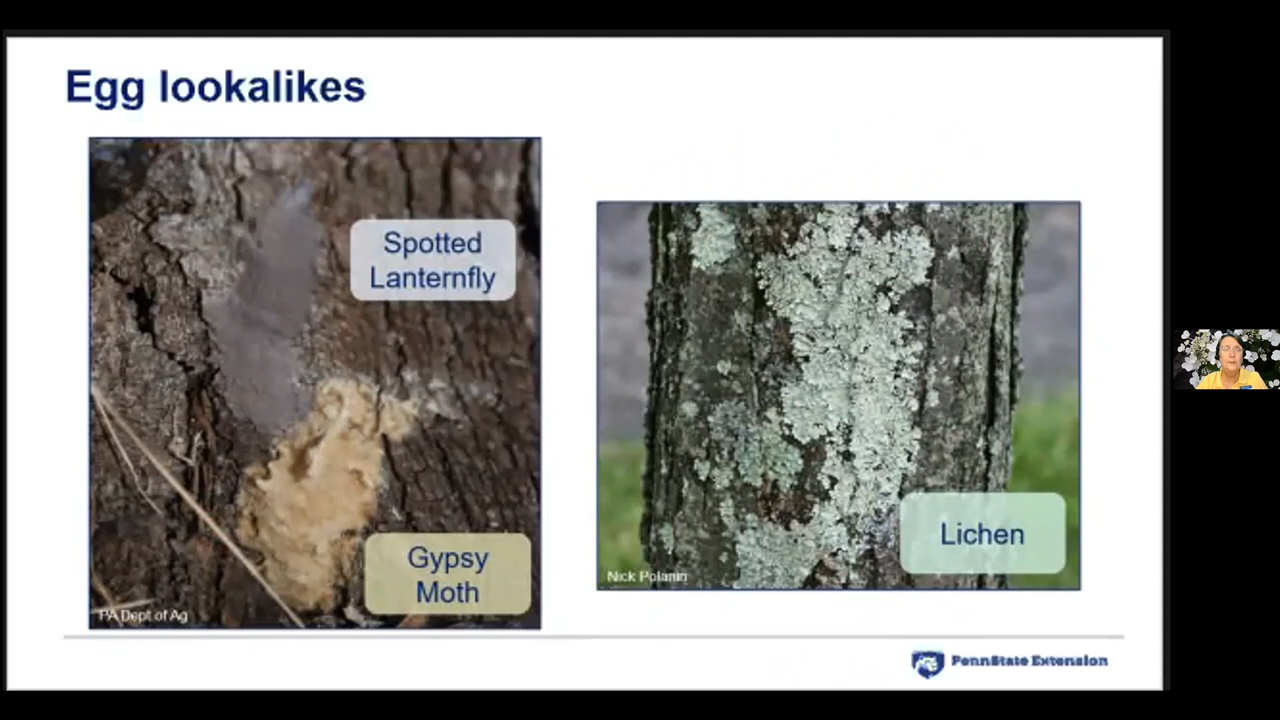 Egg lookalikes
Spotted
Lanternfly
Gypsy
Moth
PA Dept of Ag
Lichen
Nick Polanin
PennState Extension